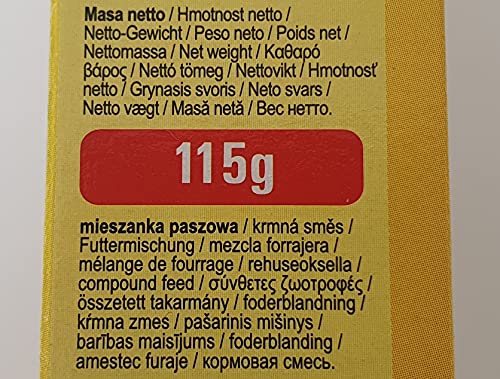 Masa netto / Hmotnost netto /
Netto-Gewicht / Peso neto / Poids net /
Nettomassa / Net weight / Καθαρό
βάρος / Nettó tömeg / Nettovikt / Hmotnosť
netto / Grynasis svoris / Neto svars /
Netto vægt / Masă netă / Вес нетто.
115g
mieszanka paszowa / krmná směs /
Futtermischung / mezcla forrajera /
mélange de fourrage / rehuseoksella /
compound feed / σύνθετες ζωοτροφές /
összetett takarmány / foderblandning /
kŕmna zmes / pašarinis mišinys /
barības maisījums / foderblanding /
amestec furaje / кормовая смесь.